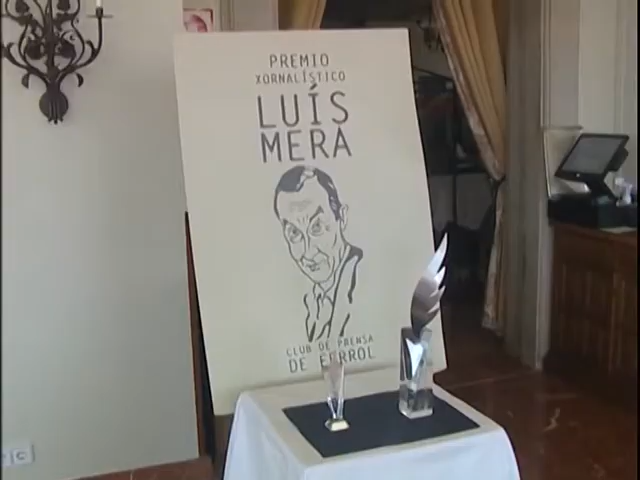 PREMIO
XORNALÍSTICO
LUÍS
MERA
CLUB DE PRENSA
DE FERROL